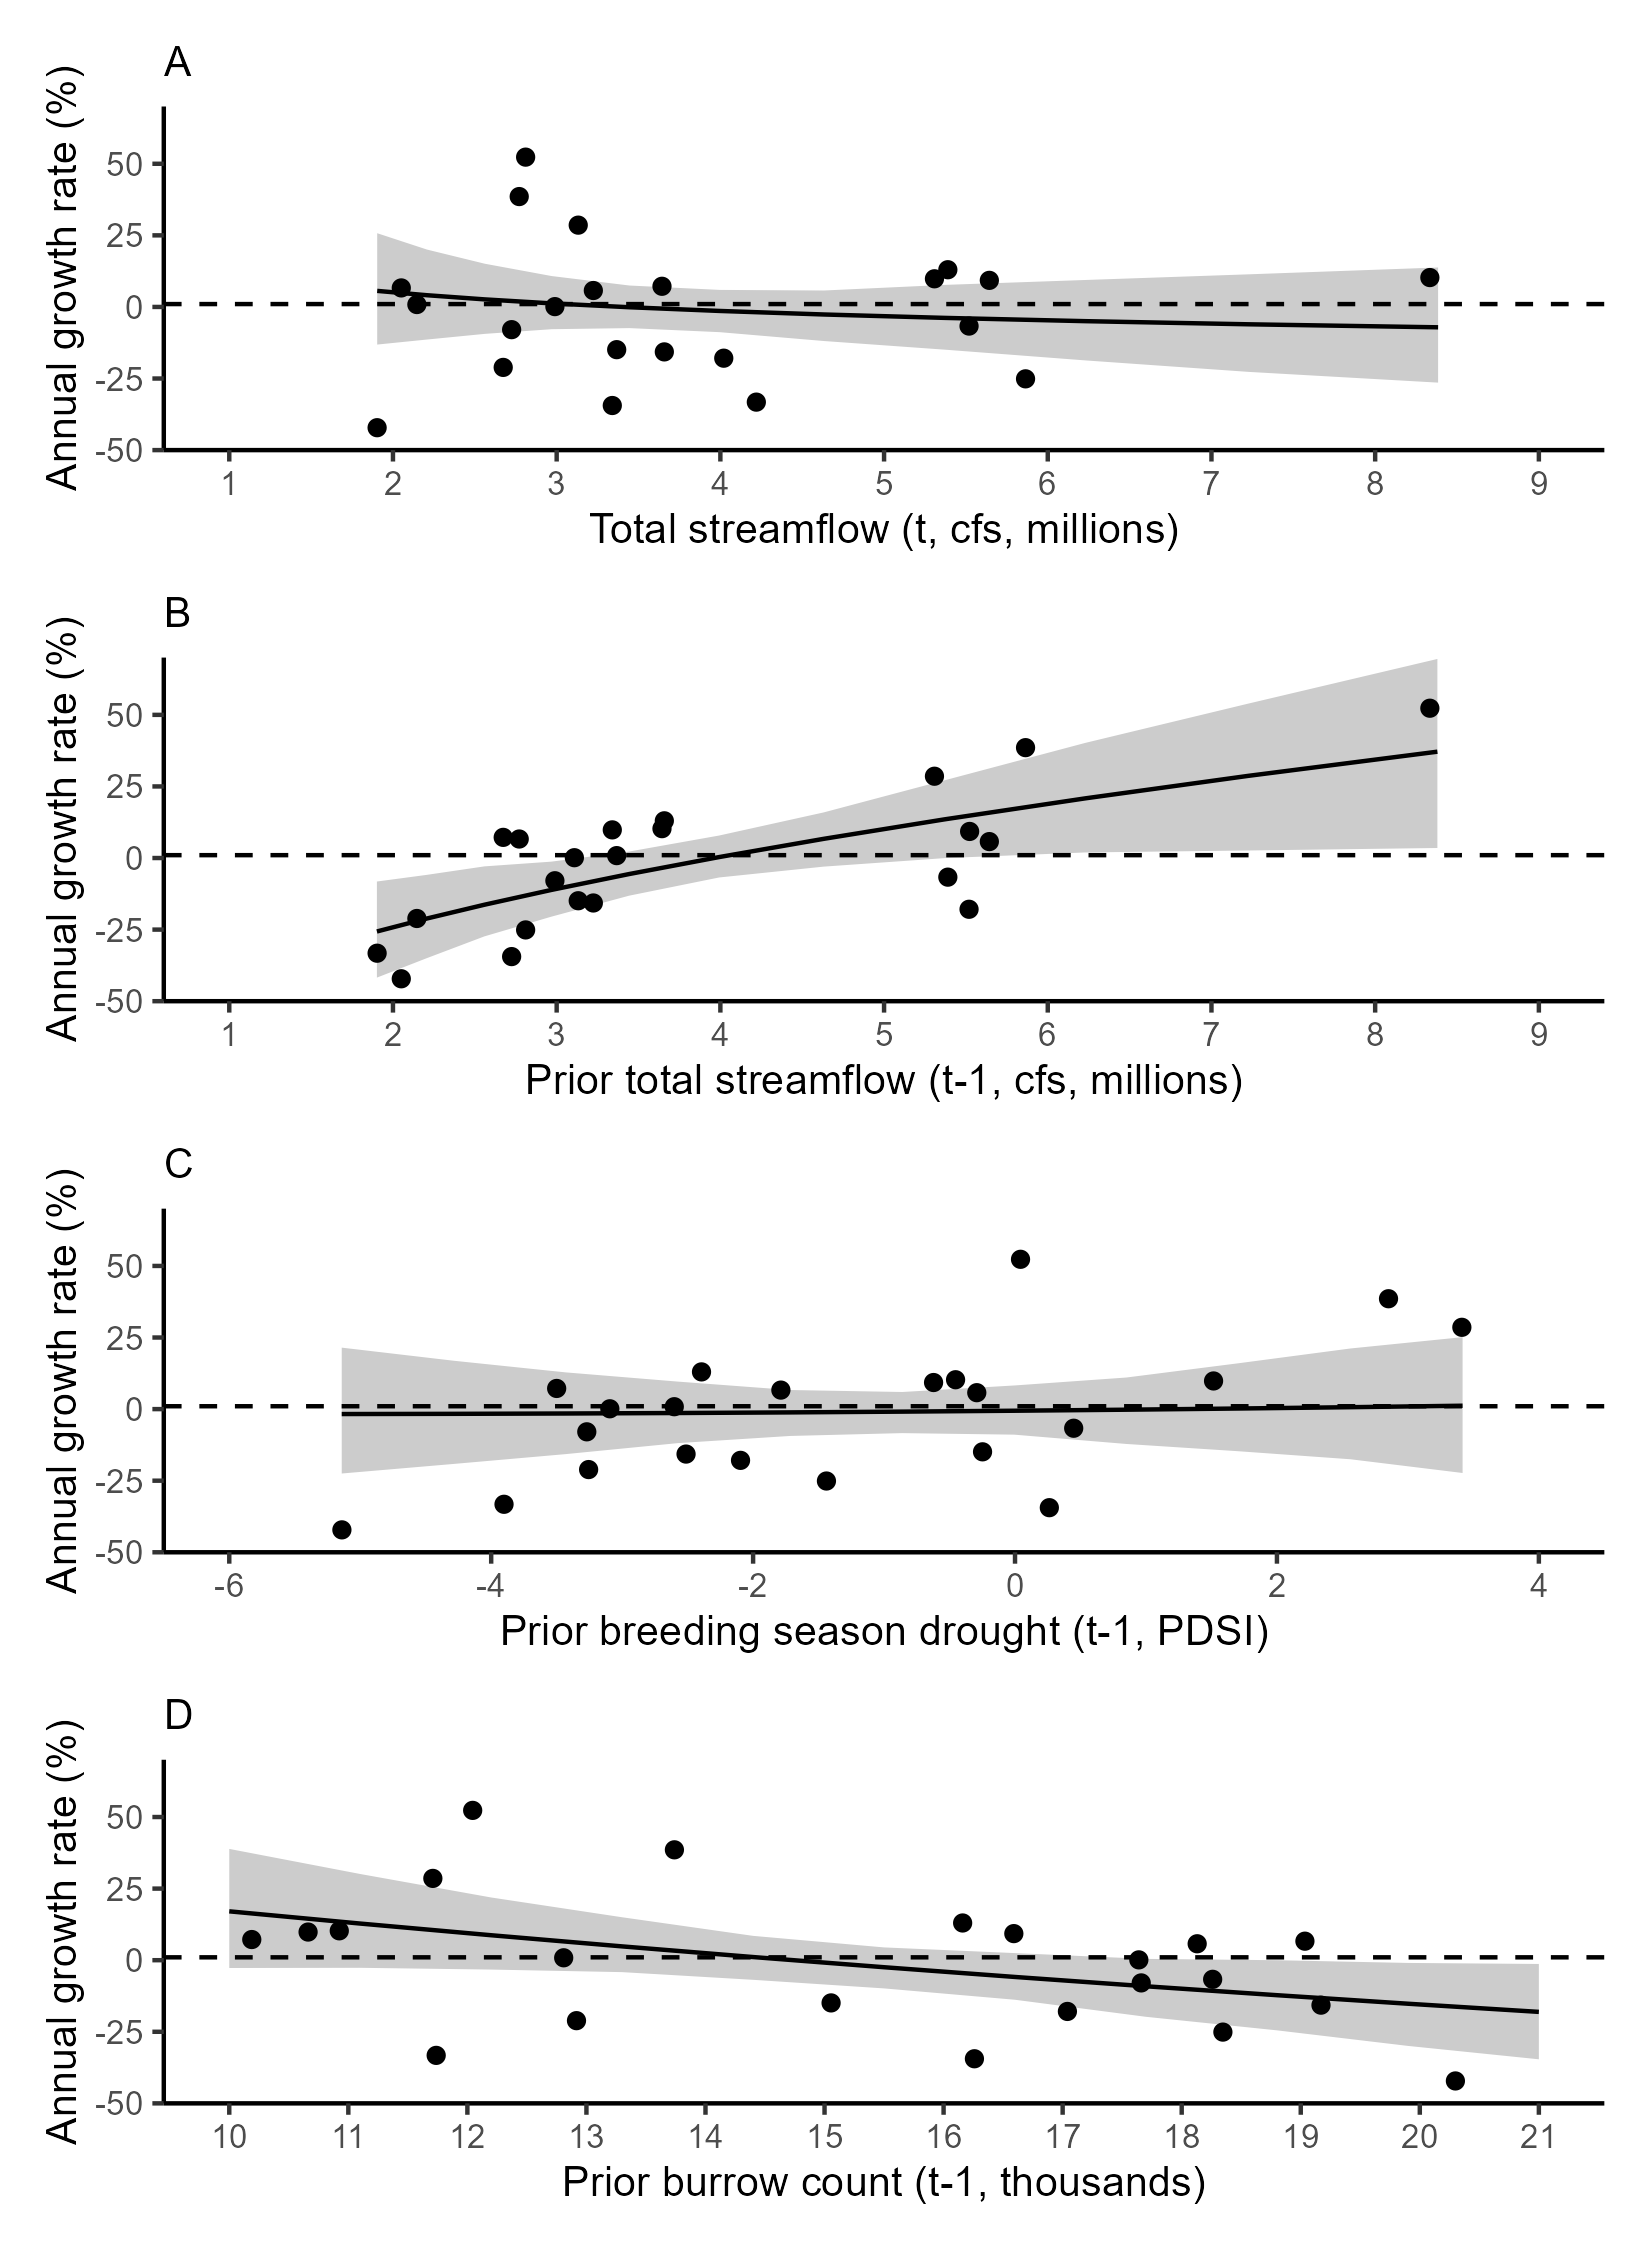 A
Annual growth rate (%)
50
25
0
-25
-50
1 2 3 4 5 6 7 8 9
Total streamflow (t, cfs, millions)
B
Annual growth rate (%)
50
25
0
-25
-50
1 2 3 4 5 6 7 8 9
Prior total streamflow (t-1, cfs, millions)
C
Annual growth rate (%)
50
25
0
-25
-50
-6 -4 -2 0 2 4
Prior breeding season drought (t-1, PDSI)
D
Annual growth rate (%)
50
25
0
-25
-50
10 11 12 13 14 15 16 17 18 19 20 21
Prior burrow count (t-1, thousands)